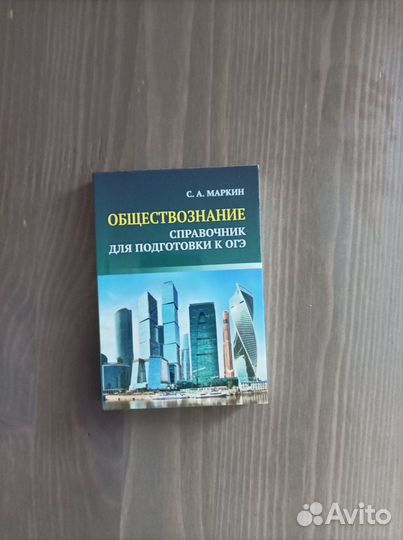 С. А. МАРКИН
ОБЩЕСТВОЗНАНИЕ
СПРАВОЧНИК
ДЛЯ ПОДГОТОВКИ К ОГЭ
Avito